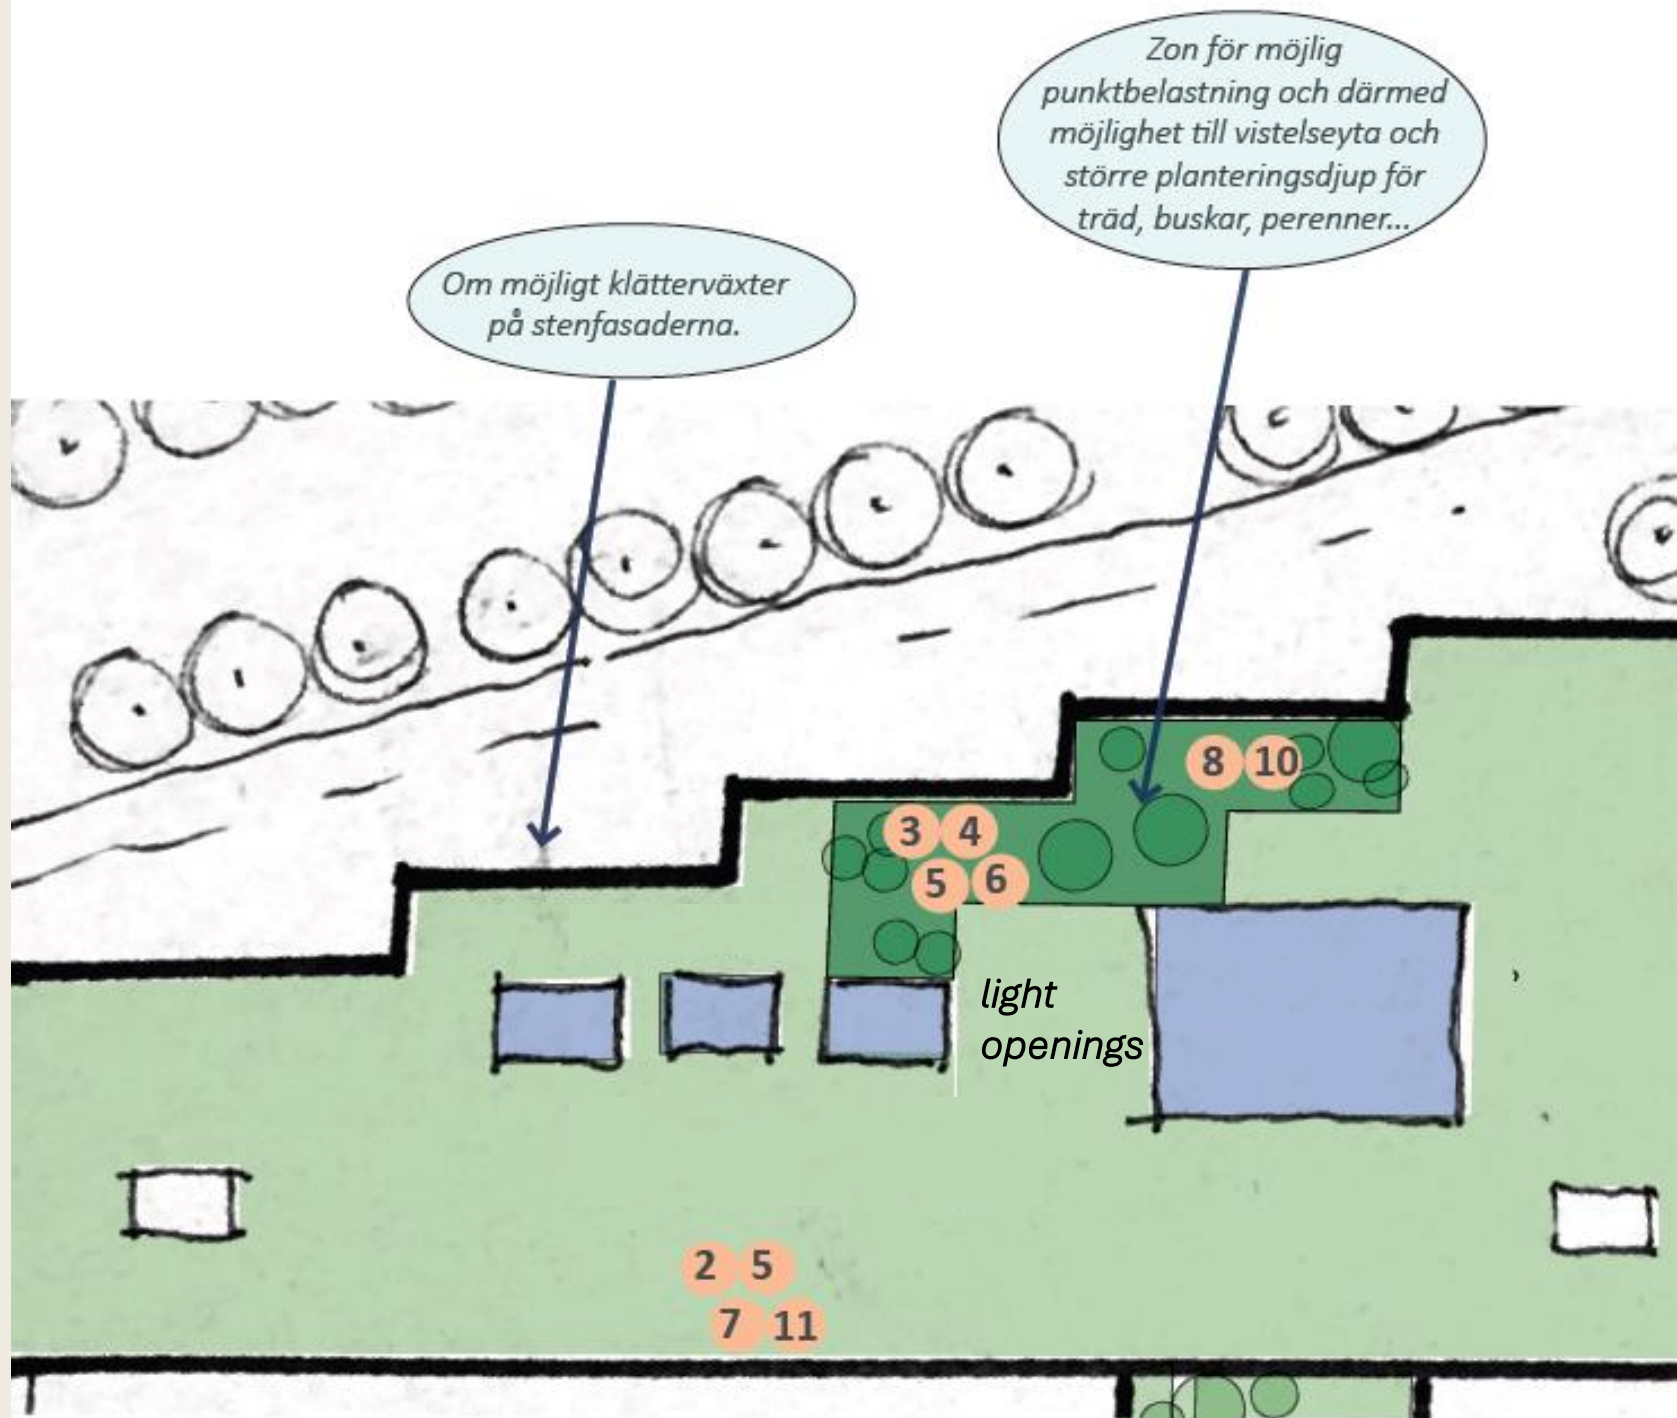 Zon för möjlig
punktbelastning och därmed
möjlighet till vistelseyta och
större planteringsdjup för
träd, buskar, perenner...
Om möjligt klätterväxter
på stenfasaderna.
8 10
3 4
5 6
light
openings
2 5
7 11